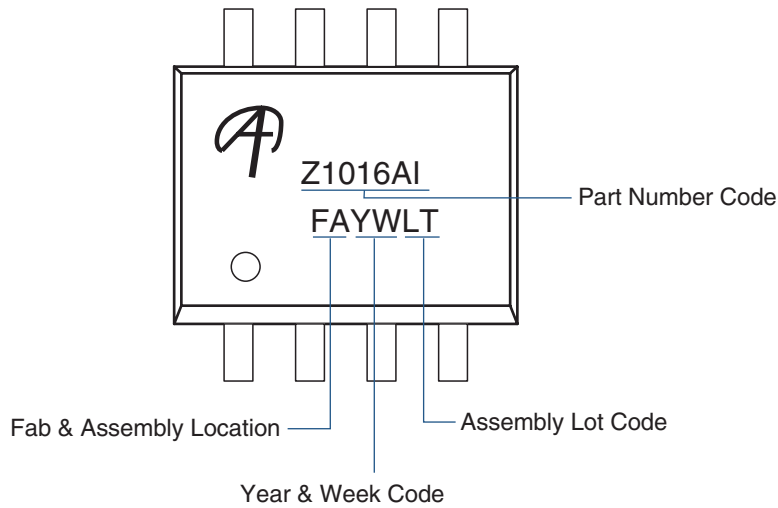 Z1016AI
Part Number Code
FAYWLT
Fab & Assembly Location
Assembly Lot Code
Year & Week Code